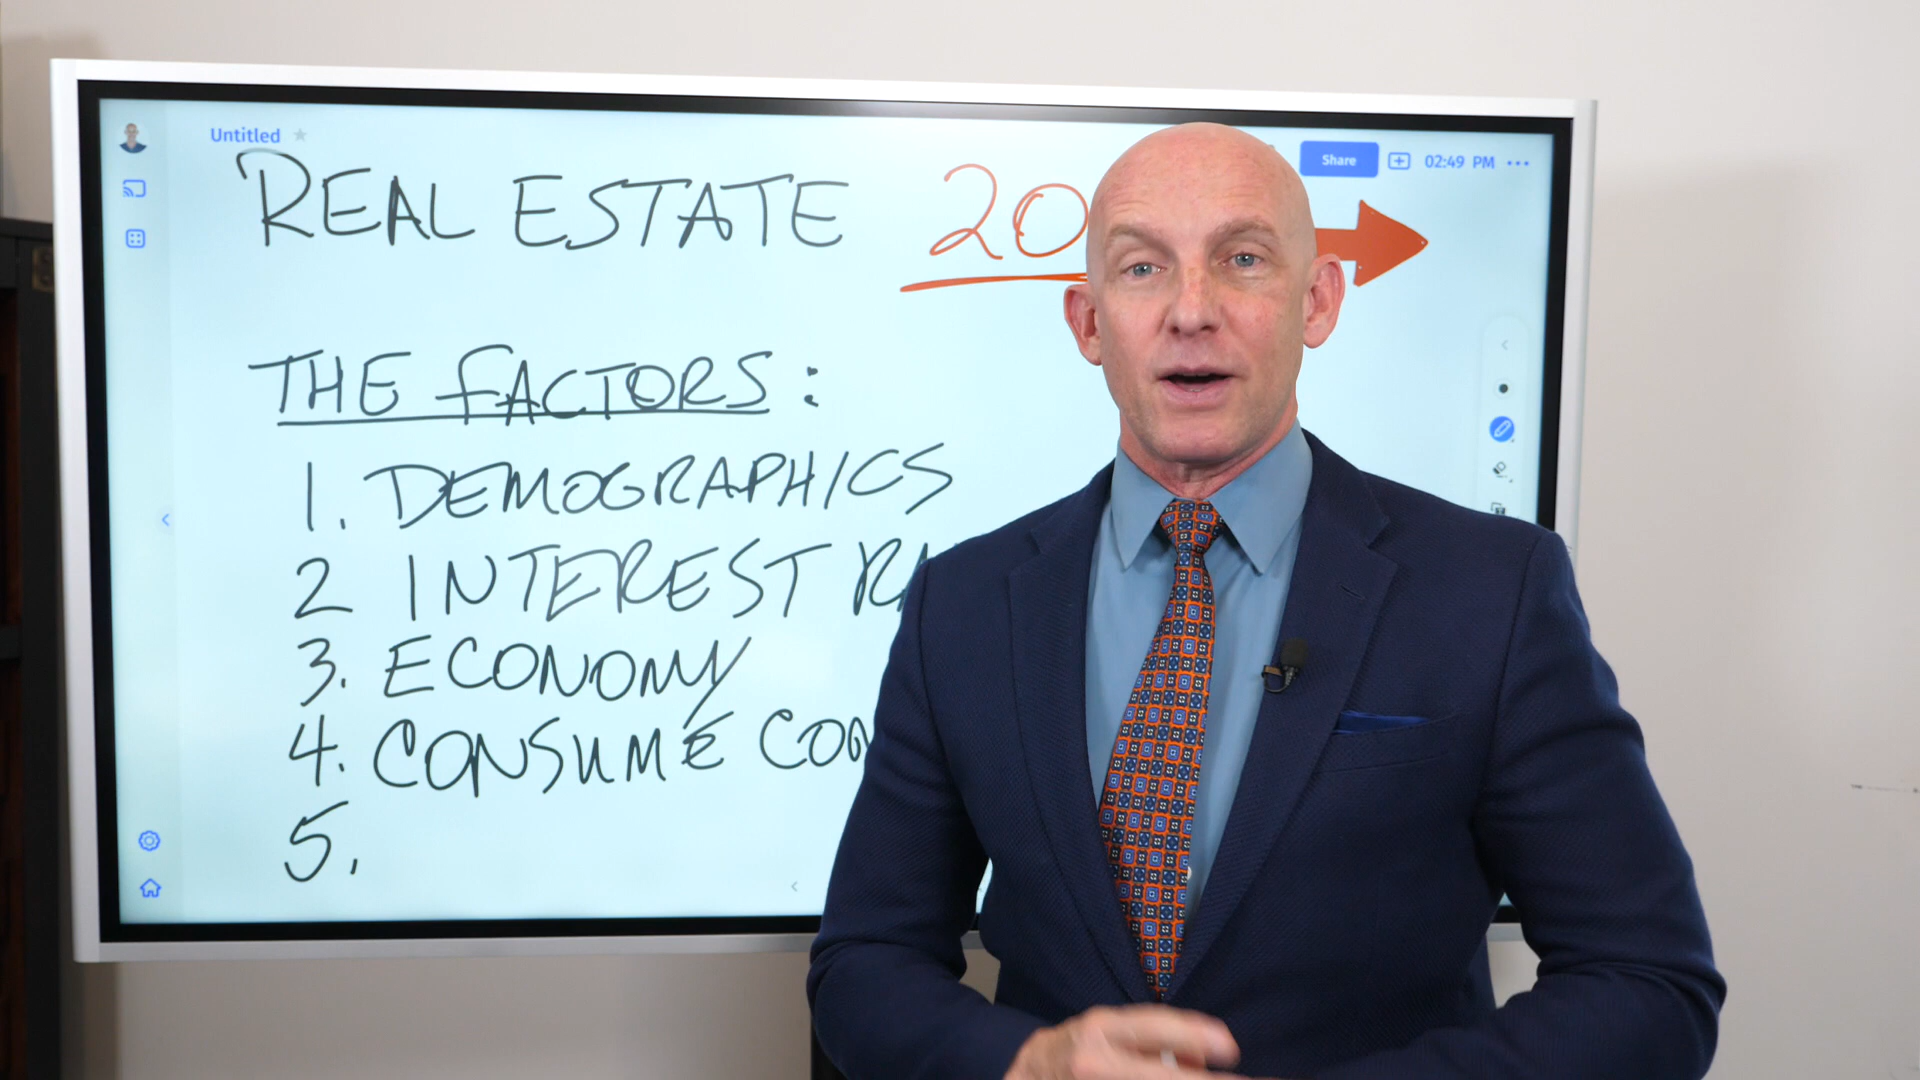 Untitled
Share
02:49 PM
REAL ESTATE 20
THE FACTORS:
1. DEMOGRAPHICS
2 INTEREST
3. ECONOMY
4. CONSUME
5.